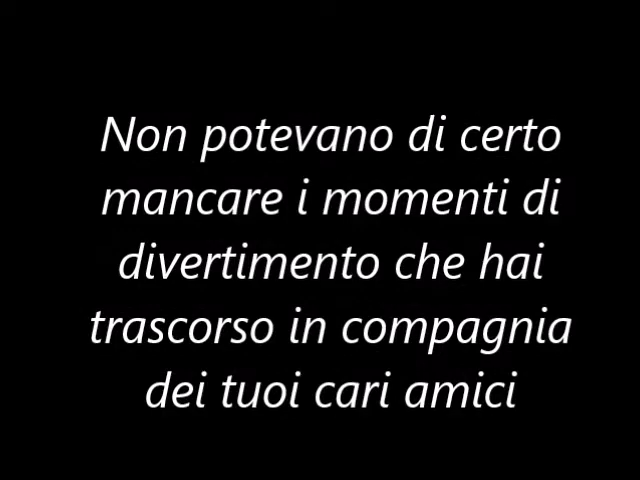 Non potevano di certo
mancare i momenti di
divertimento che hai
trascorso in compagnia
dei tuoi cari amici